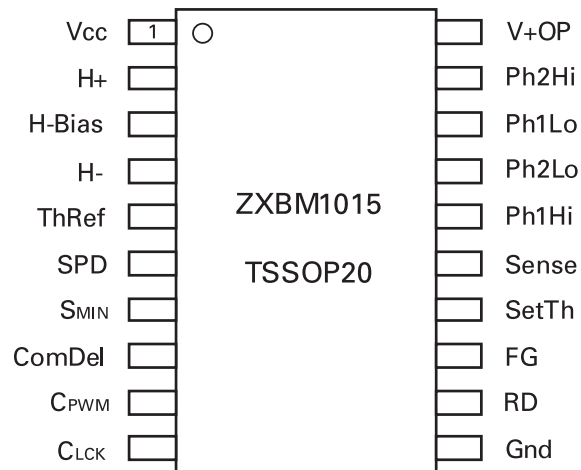 Vcc 1 V+OP
H+ Ph2Hi
H-Bias Ph1Lo
H- Ph2Lo
ThRef Ph1Hi
ZXBM1015
SPD Sense
TSSOP20
SMIN SetTh
ComDel FG
CPWM RD
CLCK Gnd